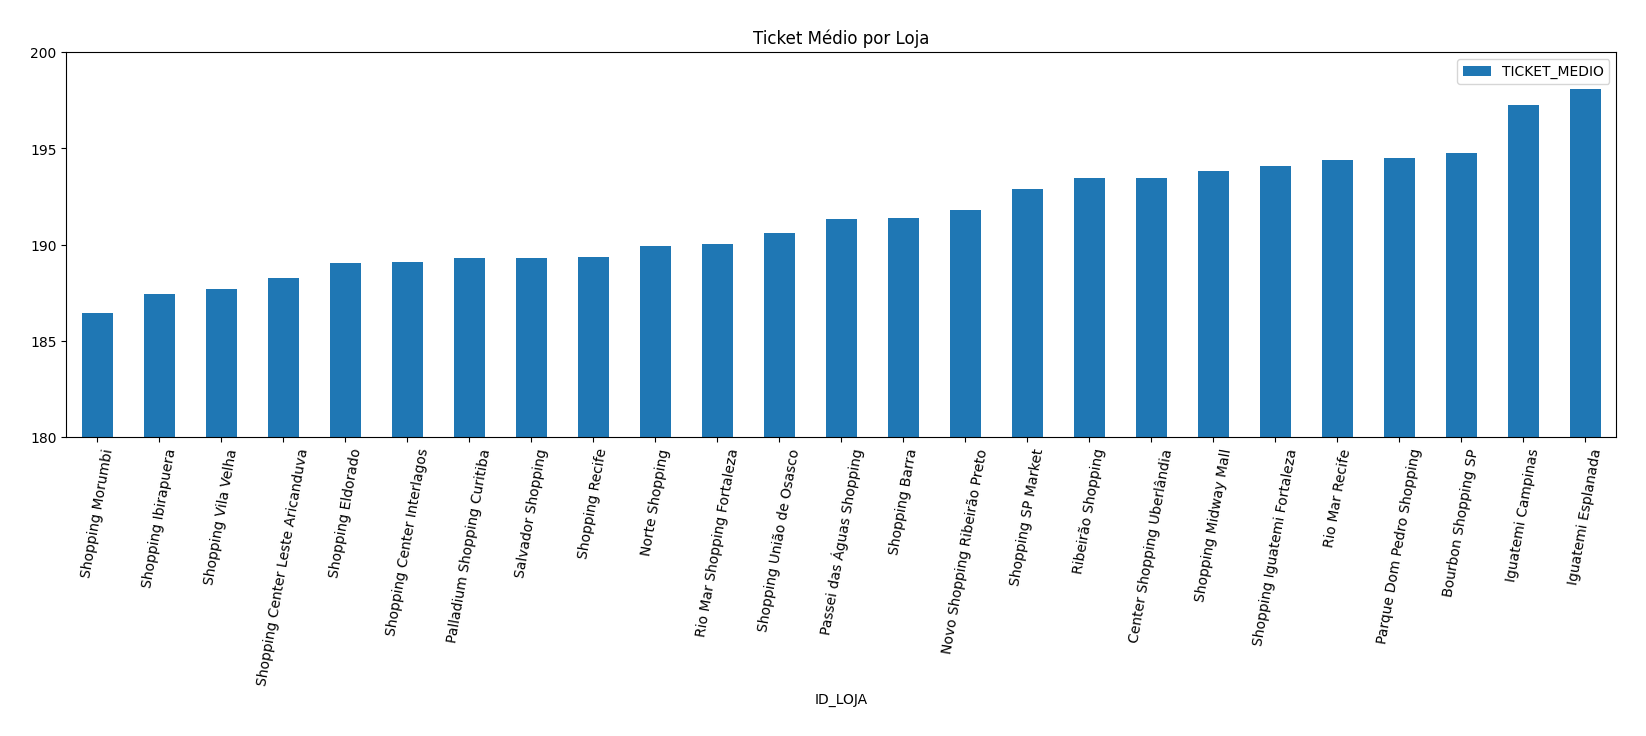 Ticket Médio por Loja
TICKET_MEDIO
200
195
190
185
180
Shopping Morumbi
Shopping Ibirapuera
Shopping Vila Velha
Shopping Center Leste Aricanduva
Shopping Eldorado
Shopping Center Interlagos
Palladium Shopping Curitiba
Salvador Shopping
Shopping Recife
Norte Shopping
Rio Mar Shopping Fortaleza
Shopping União de Osasco
Passei das Águas Shopping
Shopping Barra
Novo Shopping Ribeirão Preto
Shopping SP Market
Ribeirão Shopping
Center Shopping Uberlândia
Shopping Midway Mall
Shopping Iguatemi Fortaleza
Rio Mar Recife
Parque Dom Pedro Shopping
Bourbon Shopping SP
Iguatemi Campinas
Iguatemi Esplanada
ID_LOJA